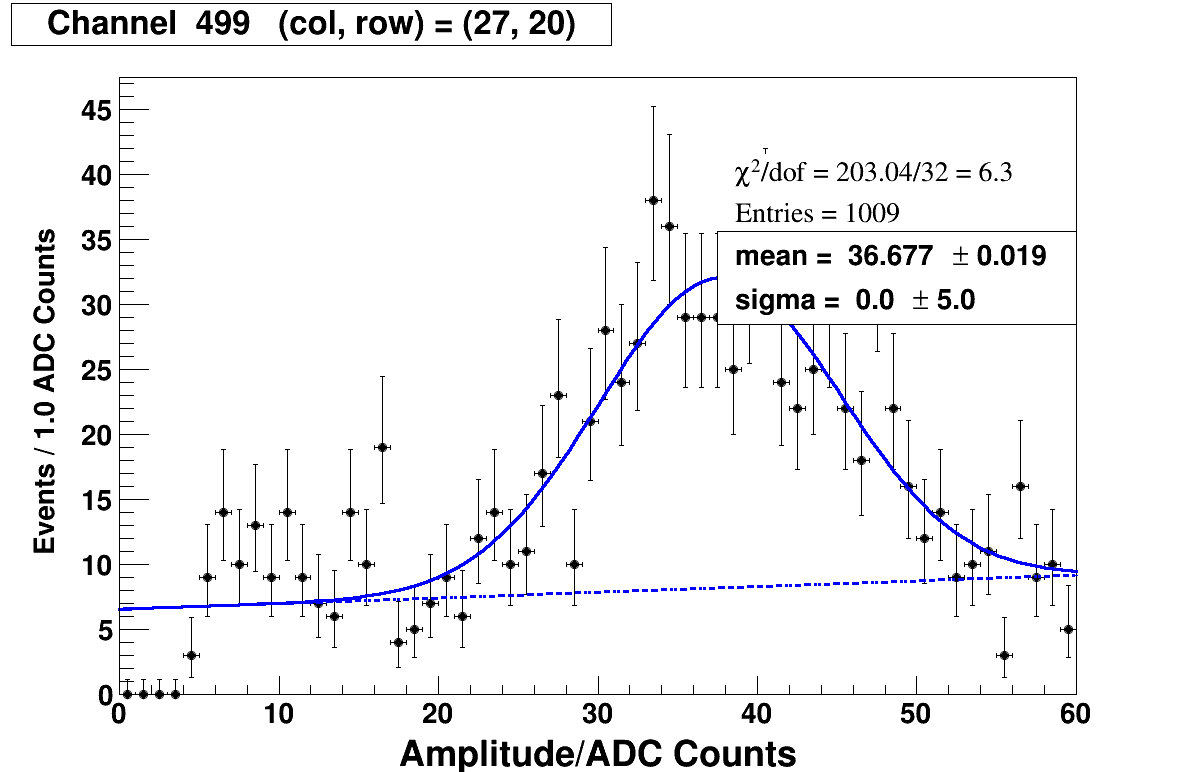 Channel 499 (col, row) = (27, 20)
45
40
35
30
25
20
15
10
5
0
Events / 1.0 ADC Counts
χ²/dof = 203.04/32 = 6.3
Entries = 1009
mean = 36.677 ± 0.019
sigma = 0.0 ± 5.0
0 10 20 30 40 50 60
Amplitude/ADC Counts